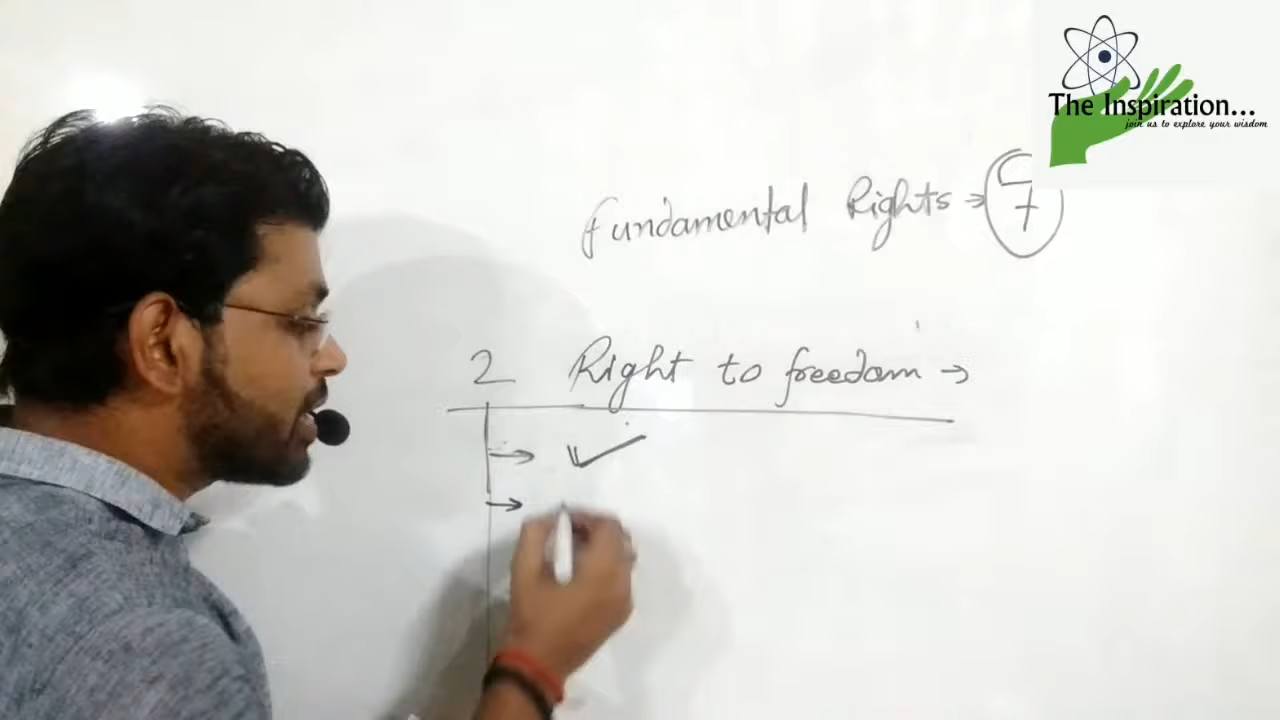 The Inspiration...
join us to explore your wisdom
Fundamental Rights →
2 Right to freedom →